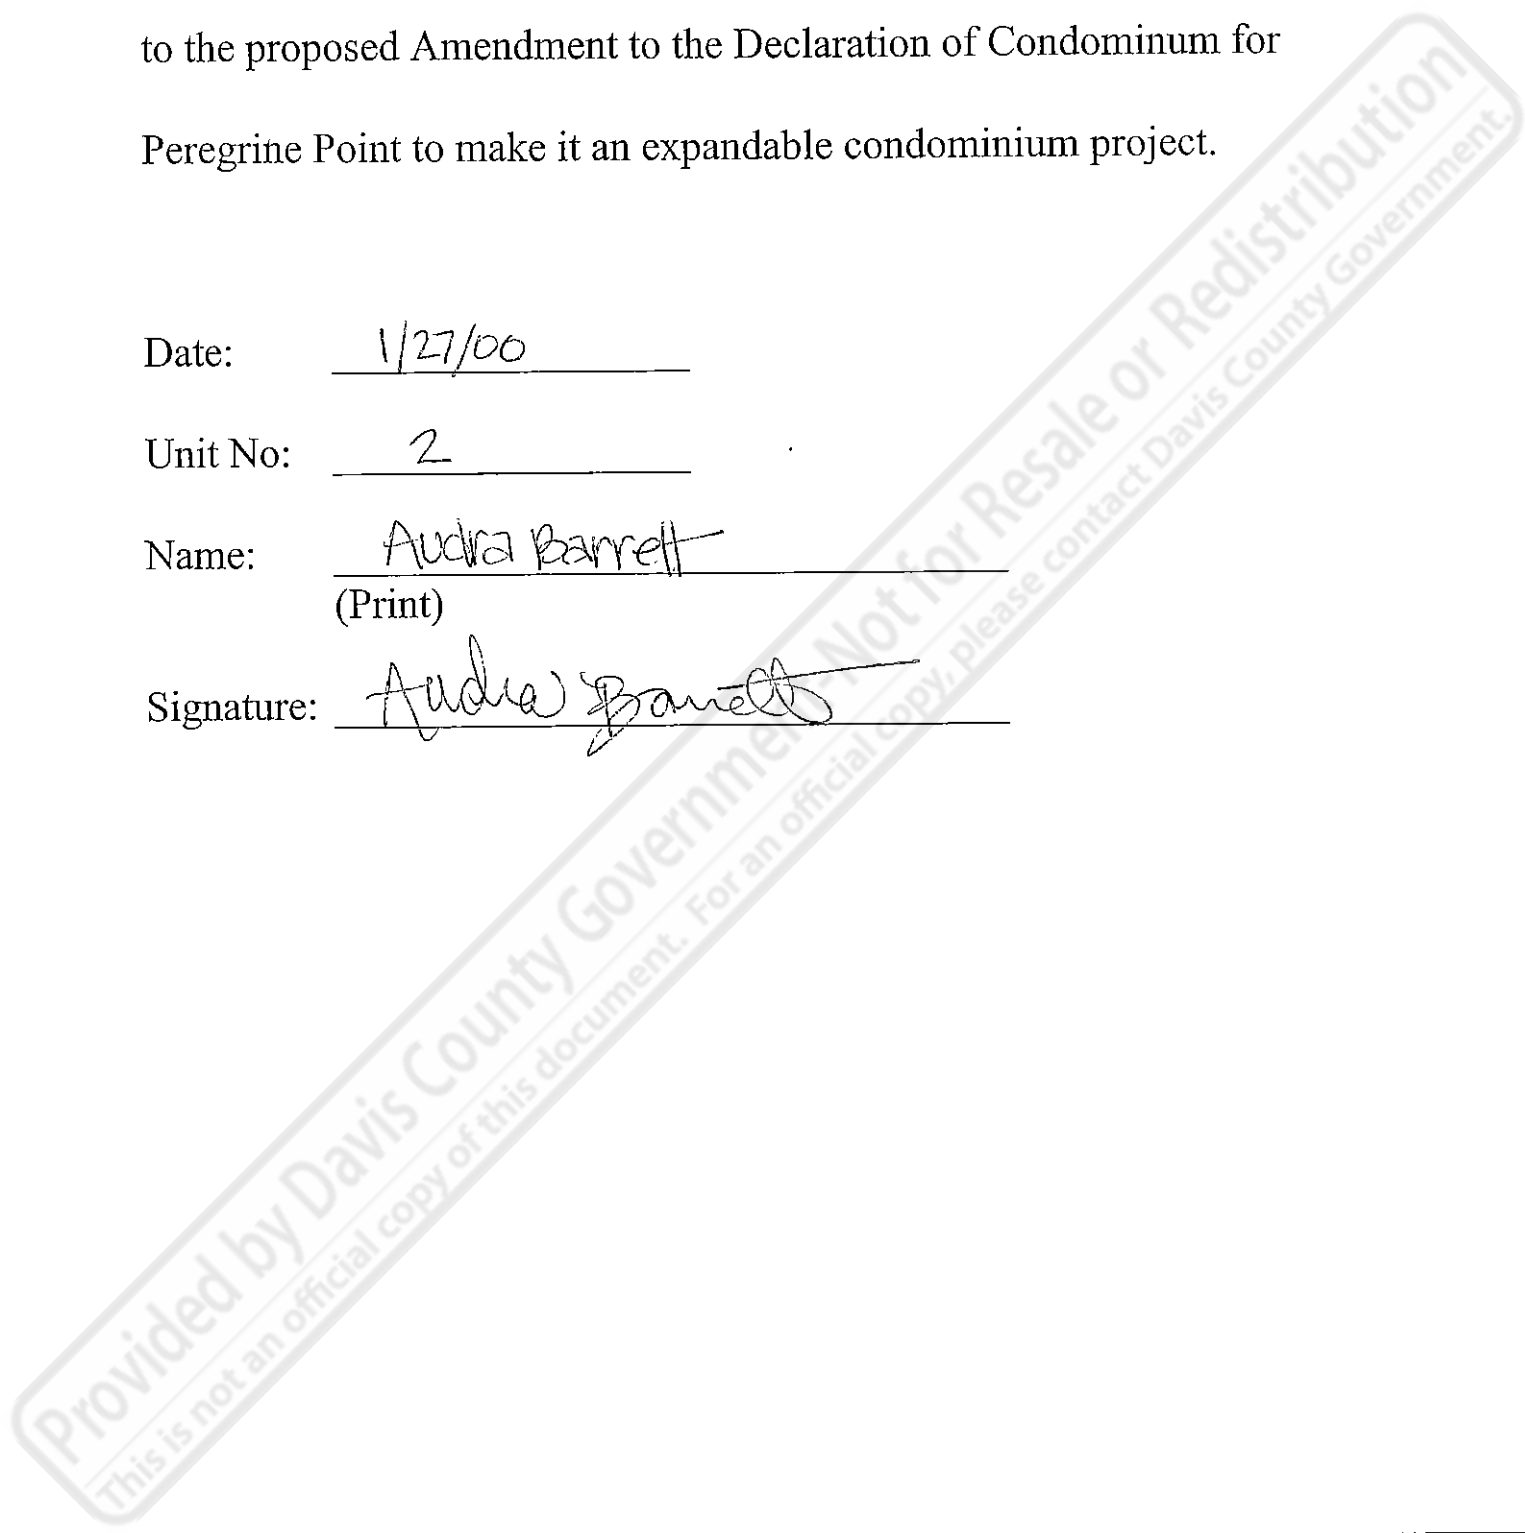 to the proposed Amendment to the Declaration of Condominum for
Peregrine Point to make it an expandable condominium project.
Date: 1/27/00
Unit No: 2
Name: Audra Barrett
(Print)
Signature: Audra Barrett
Provided by Davis County Government-Not for Resale or Redistribution
This is not an official copy of this document. For an official copy, please contact Davis County Government.